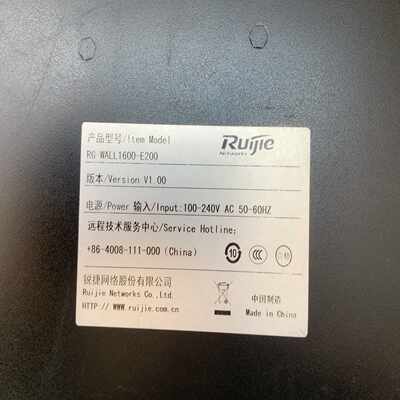 产品型号/Item Model
Ruijie
NETWORKS
RG-WALL1600-E200
版本/Version V1.00
电源/Power 输入/Input:100-240V AC 50-60HZ
远程技术服务中心/Service Hotline:
+86-4008-111-000 (China)
10
锐捷网络股份有限公司
Ruijie Networks Co.,Ltd.
HTTP:// WWW.ruijie.com.cn
中国制造
Made in China